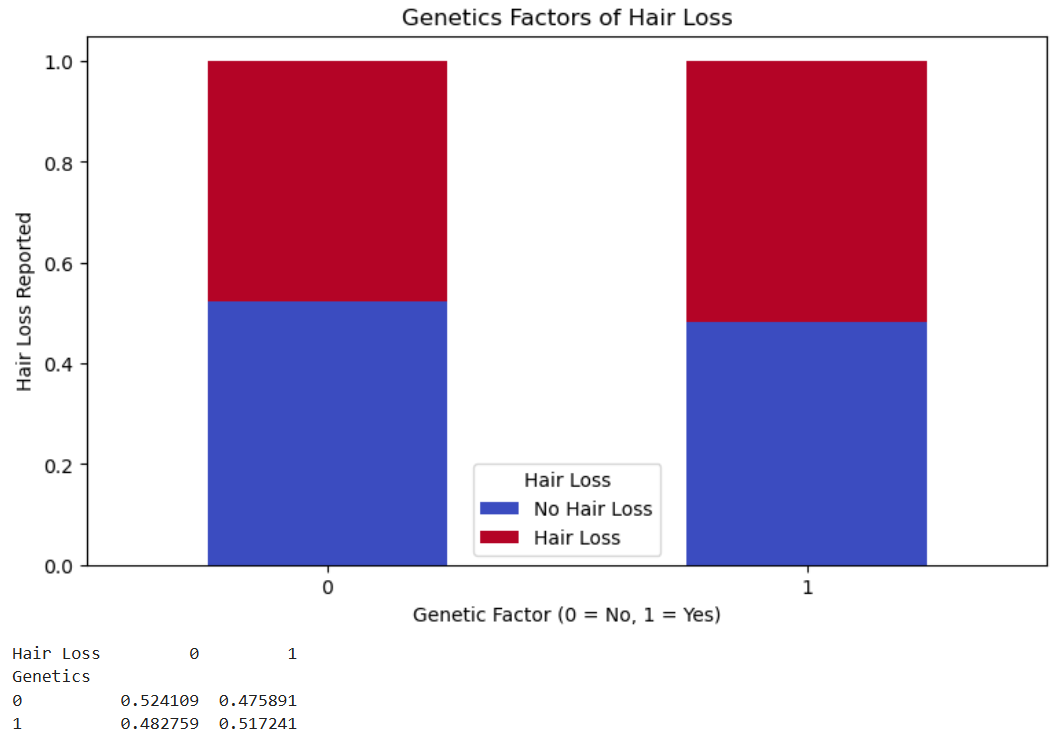 Genetics Factors of Hair Loss
1.0
0.8
0.6
0.4
0.2
0.0
Hair Loss Reported
Hair Loss
No Hair Loss
Hair Loss
0 1
Genetic Factor (0 = No, 1 = Yes)
Hair Loss 0 1
Genetics
0 0.524109 0.475891
1 0.482759 0.517241